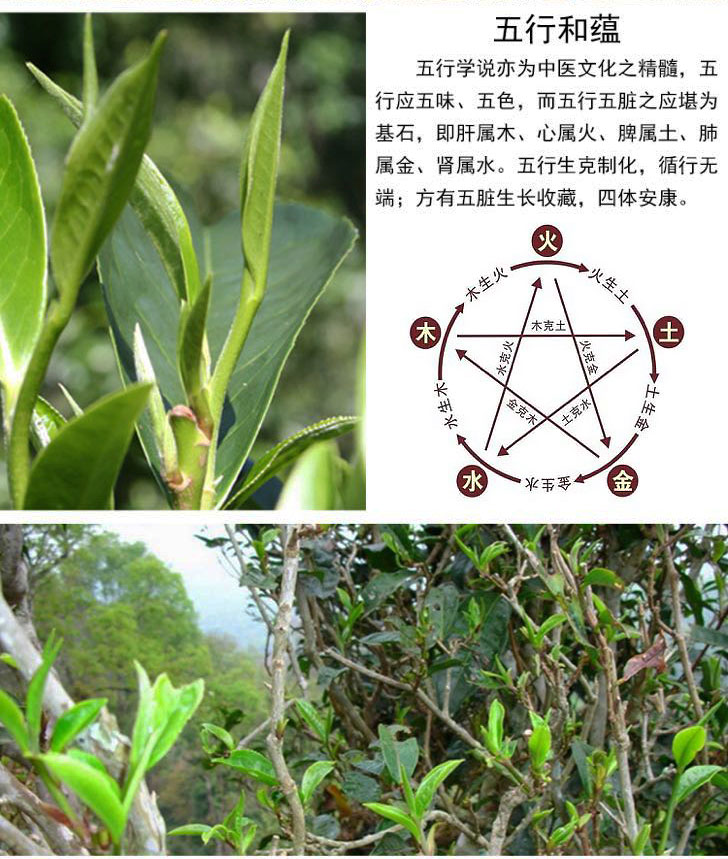 五行和蕴
五行学说亦为中医文化之精髓，五
行应五味、五色，而五行五脏之应堪为
基石，即肝属木、心属火、脾属土、肺
属金、肾属水。五行生克制化，循行无
端；方有五脏生长收藏，四体安康。
火
木生火
火生土
木
木克土
土
水克火
火克金
水生木
金克木
土克水
土生金
水
金生水
金